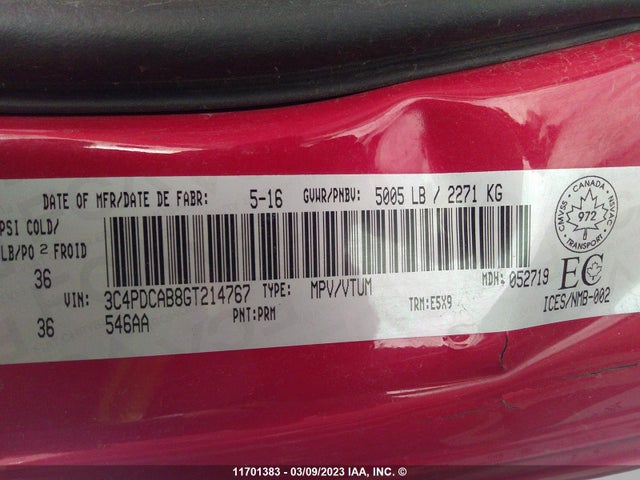 DATE OF MFR/DATE DE FABR: 5-16 GVWR/PNBV: 5005 LB / 2271 KG
PSI COLD/
LB/PO 2 FROID
36
VIN: 3C4PDCAB8GT214767 TYPE: MPV/VTUM MDH: 052719
36 546AA PNT:PRM TRM:E5X9
CANADA
CMVSS NVSAC
972
8
TRANSPORT
EC
ICES/NMB-002
11701383 - 03/09/2023 IAA, INC. ©